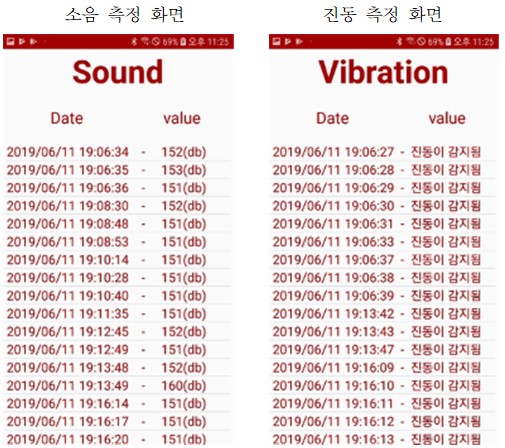 소음 측정 화면
69% 오후 11:25
Sound
Date value
2019/06/11 19:06:34 - 152(db)
2019/06/11 19:06:35 - 153(db)
2019/06/11 19:06:36 - 151(db)
2019/06/11 19:08:30 - 152(db)
2019/06/11 19:08:48 - 151(db)
2019/06/11 19:08:53 - 151(db)
2019/06/11 19:10:14 - 151(db)
2019/06/11 19:10:28 - 151(db)
2019/06/11 19:10:40 - 151(db)
2019/06/11 19:11:35 - 151(db)
2019/06/11 19:12:45 - 152(db)
2019/06/11 19:12:49 - 151(db)
2019/06/11 19:13:48 - 152(db)
2019/06/11 19:13:49 - 160(db)
2019/06/11 19:16:14 - 151(db)
2019/06/11 19:16:17 - 151(db)
2019/06/11 19:16:20 - 151(db)
진동 측정 화면
69% 오후 11:25
Vibration
Date value
2019/06/11 19:06:27 - 진동이 감지됨
2019/06/11 19:06:28 - 진동이 감지됨
2019/06/11 19:06:29 - 진동이 감지됨
2019/06/11 19:06:30 - 진동이 감지됨
2019/06/11 19:06:31 - 진동이 감지됨
2019/06/11 19:06:33 - 진동이 감지됨
2019/06/11 19:06:37 - 진동이 감지됨
2019/06/11 19:06:38 - 진동이 감지됨
2019/06/11 19:06:39 - 진동이 감지됨
2019/06/11 19:13:42 - 진동이 감지됨
2019/06/11 19:13:43 - 진동이 감지됨
2019/06/11 19:13:47 - 진동이 감지됨
2019/06/11 19:16:09 - 진동이 감지됨
2019/06/11 19:16:10 - 진동이 감지됨
2019/06/11 19:16:11 - 진동이 감지됨
2019/06/11 19:16:12 - 진동이 감지됨
2019/06/11 19:16:13 - 진동이 감지됨